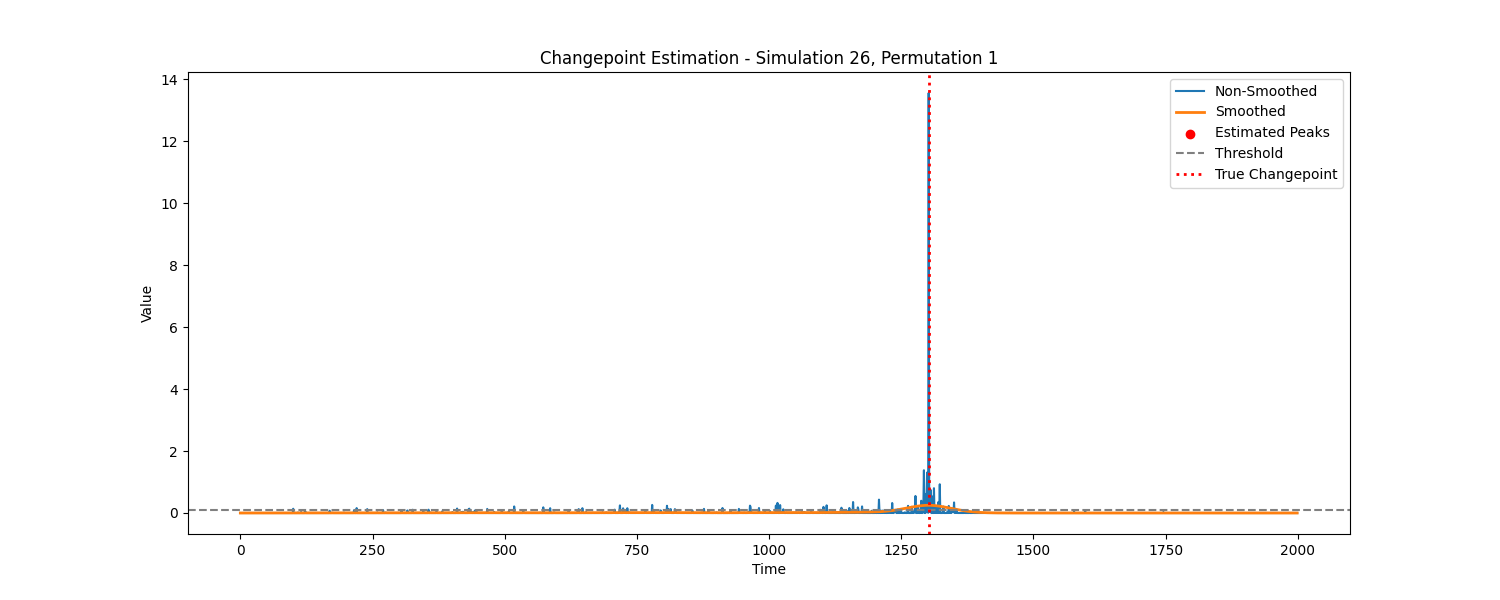 Changepoint Estimation - Simulation 26, Permutation 1
14
12
10
8
6
4
2
0
Value
Non-Smoothed
Smoothed
Estimated Peaks
Threshold
True Changepoint
0 250 500 750 1000 1250 1500 1750 2000
Time